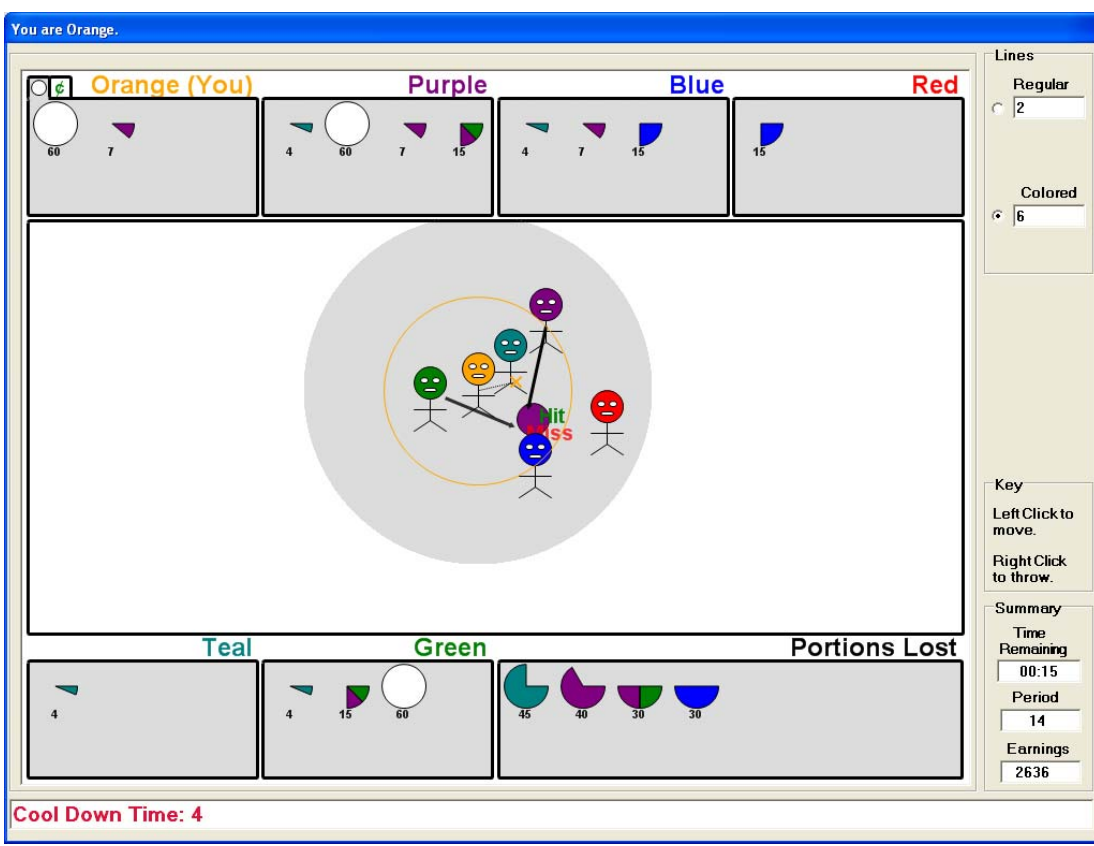 You are Orange.
Lines
¢ Orange (You) Purple Blue Red
Regular
2
60 7 4 60 7 15 4 7 15 15
Colored
6
Hit
Miss
Key
Left Click to
move.
Right Click
to throw.
Summary
Time
Remaining
00:15
Teal Green Portions Lost
Period
14
4 4 15 60 45 40 30 30
Earnings
2636
Cool Down Time: 4